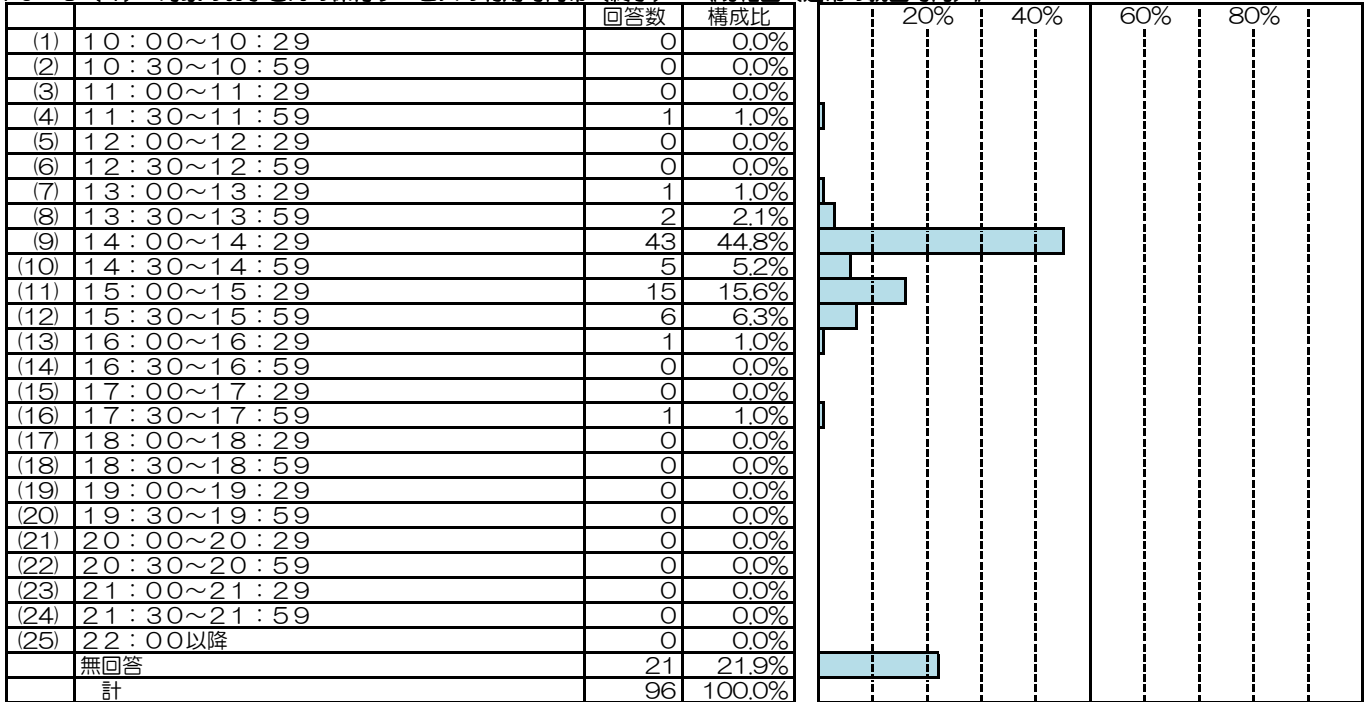 回答数 構成比 20% 40% 60% 80%
(1) 10:00～10:29 0 0.0%
(2) 10:30～10:59 0 0.0%
(3) 11:00～11:29 0 0.0%
(4) 11:30～11:59 1 1.0%
(5) 12:00～12:29 0 0.0%
(6) 12:30～12:59 0 0.0%
(7) 13:00～13:29 1 1.0%
(8) 13:30～13:59 2 2.1%
(9) 14:00～14:29 43 44.8%
(10) 14:30～14:59 5 5.2%
(11) 15:00～15:29 15 15.6%
(12) 15:30～15:59 6 6.3%
(13) 16:00～16:29 1 1.0%
(14) 16:30～16:59 0 0.0%
(15) 17:00～17:29 0 0.0%
(16) 17:30～17:59 1 1.0%
(17) 18:00～18:29 0 0.0%
(18) 18:30～18:59 0 0.0%
(19) 19:00～19:29 0 0.0%
(20) 19:30～19:59 0 0.0%
(21) 20:00～20:29 0 0.0%
(22) 20:30～20:59 0 0.0%
(23) 21:00～21:29 0 0.0%
(24) 21:30～21:59 0 0.0%
(25) 22:00以降 0 0.0%
無回答 21 21.9%
計 96 100.0%